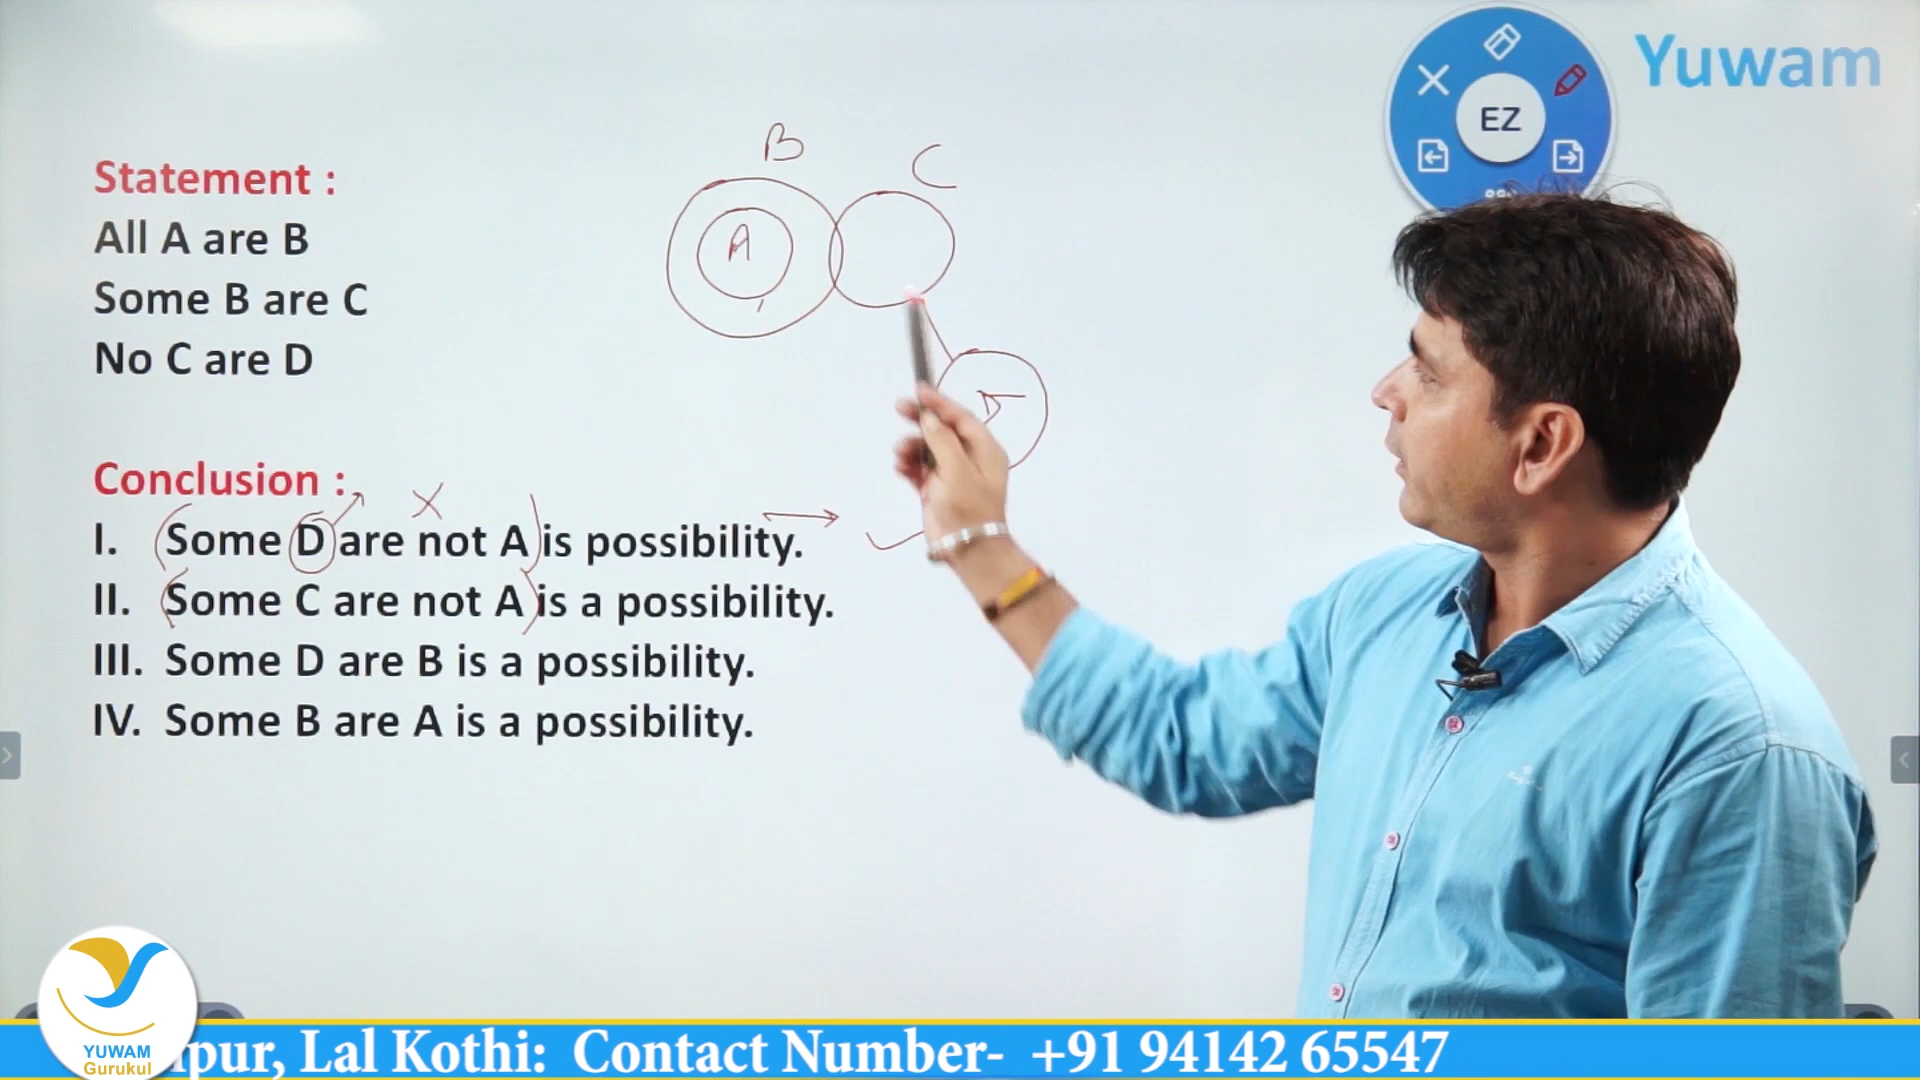 Yuwam
EZ
B
C
A
D
Statement :
All A are B
Some B are C
No C are D
Conclusion :
I. Some D are not A is possibility.
II. Some C are not A is a possibility.
III. Some D are B is a possibility.
IV. Some B are A is a possibility.
YUWAM
Gurukul
pur, Lal Kothi: Contact Number- +91 94142 65547